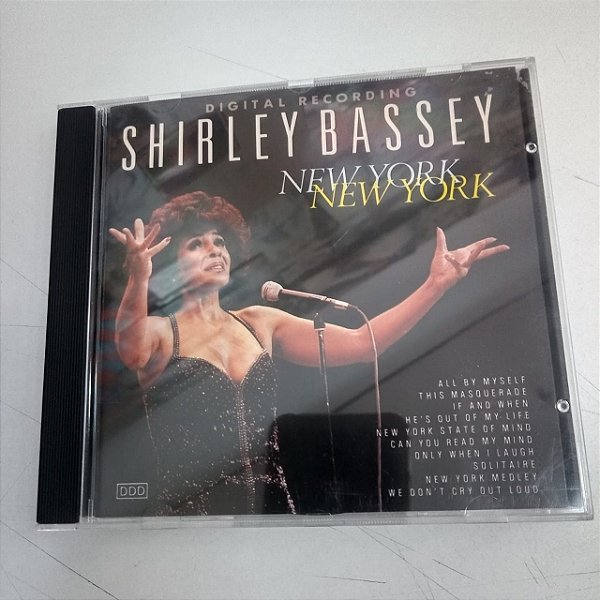 DIGITAL RECORDING
SHIRLEY BASSEY
NEW YORK
NEW YORK
ALL BY MYSELF
THIS MASQUERADE
IF AND WHEN
HE'S OUT OF MY LIFE
NEW YORK STATE OF MIND
CAN YOU READ MY MIND
ONLY WHEN I LAUGH
SOLITAIRE
NEW YORK MEDLEY
WE DON'T CRY OUT LOUD
DDD